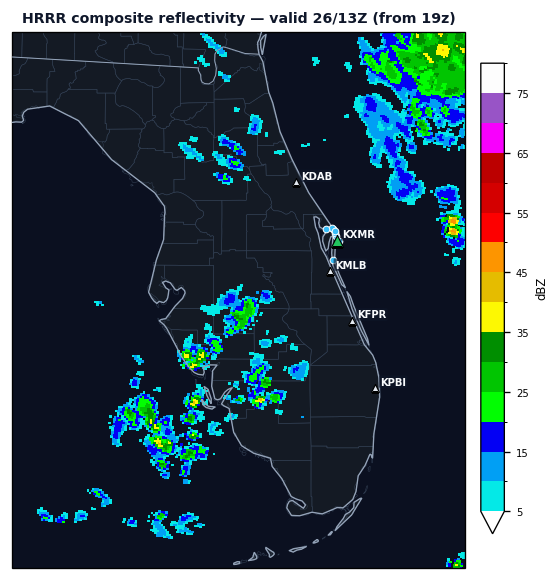 HRRR composite reflectivity — valid 26/13Z (from 19z)
75
65
55
45
35
25
15
5
dBZ
KDAB
KXMR
KMLB
KFPR
KPBI